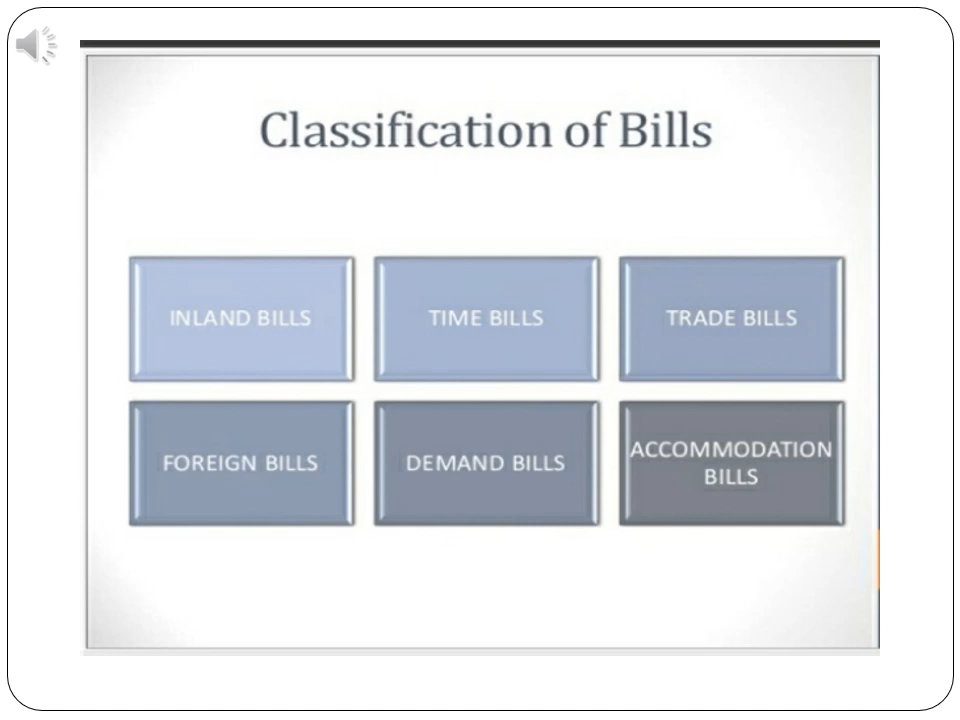 Classification of Bills
INLAND BILLS
TIME BILLS
TRADE BILLS
FOREIGN BILLS
DEMAND BILLS
ACCOMMODATION
BILLS